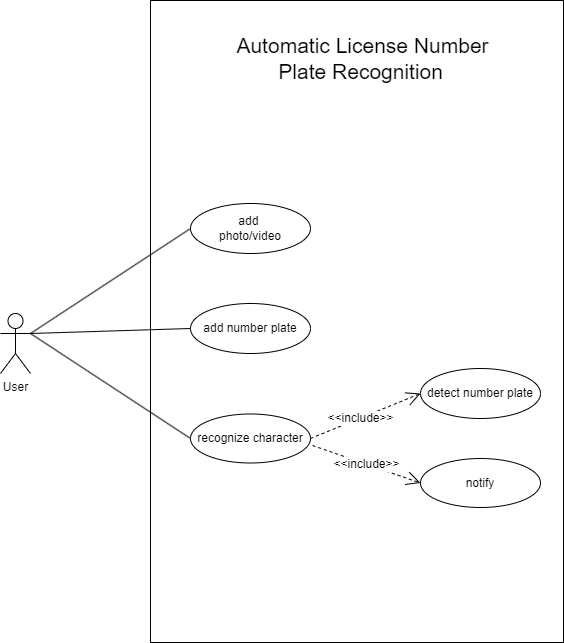 Automatic License Number
Plate Recognition
add
photo/video
add number plate
User
detect number plate
<<include>>
recognize character
<<include>>
notify